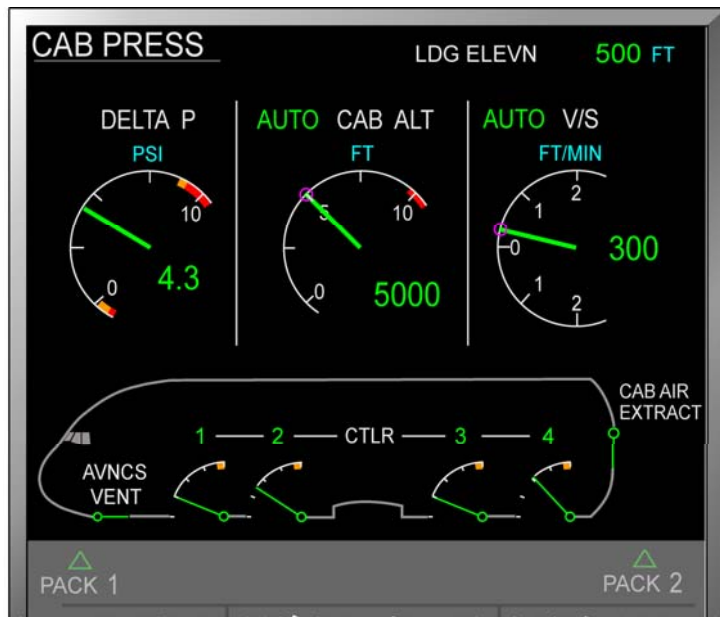 CAB PRESS
LDG ELEVN 500 FT
DELTA P
PSI
10
0
4.3
AUTO CAB ALT
FT
5
10
0
5000
AUTO V/S
FT/MIN
2
1
0
1
2
300
CAB AIR
EXTRACT
1 2 CTLR 3 4
AVNCS
VENT
PACK 1
PACK 2